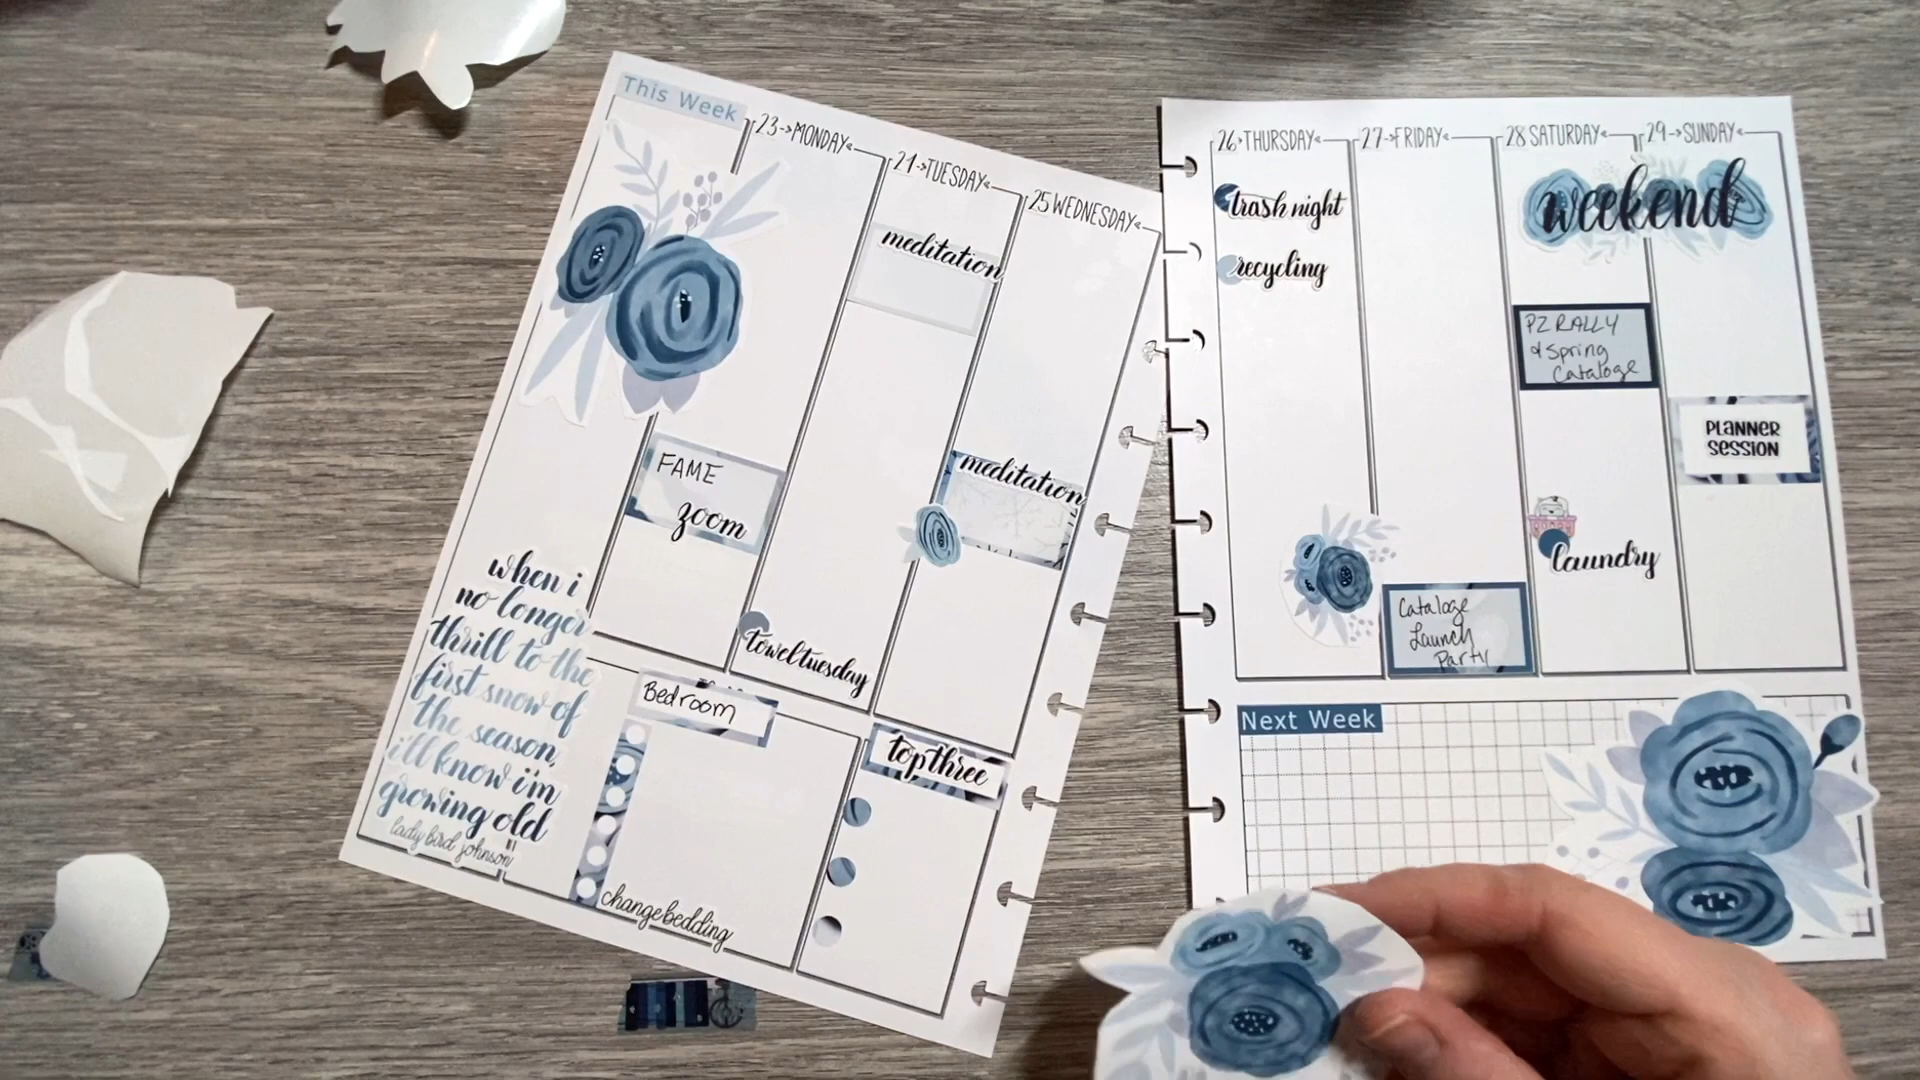 This Week
23→MONDAY←
24→TUESDAY←
25 WEDNESDAY←
meditation
FAME
zoom
meditation
towel tuesday
when i
no longer
thrill to the
first snow of
the season,
i'll know i'm
growing old
lady bird johnson
Bedroom
change bedding
top three
26→THURSDAY←
27→FRIDAY←
28 SATURDAY←
29→SUNDAY←
trash night
recycling
weekend
PZ RALLY
& Spring
Cataloge
PLANNER
SESSION
laundry
Cataloge
Launch
Party
Next Week